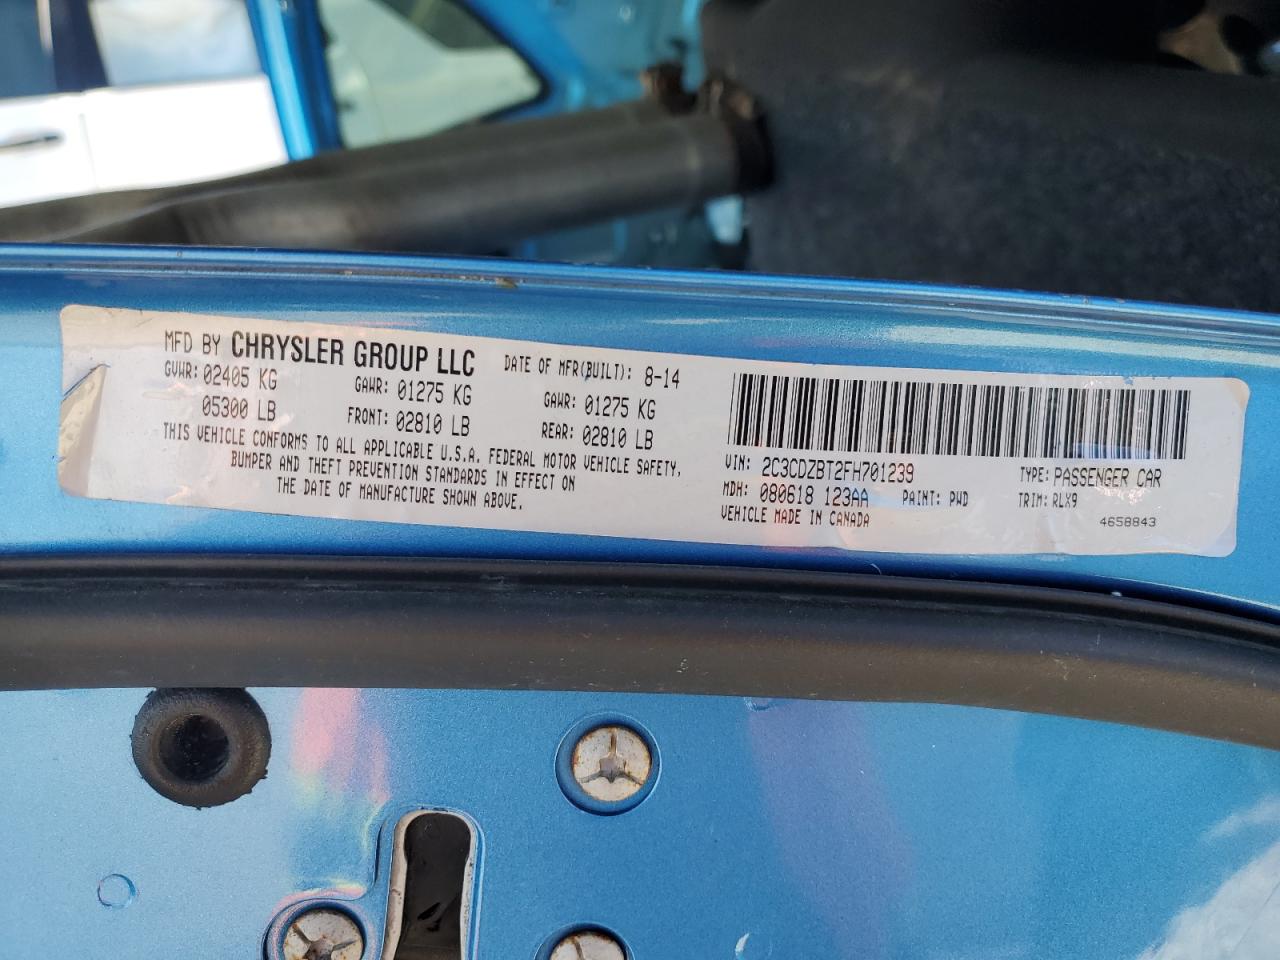 MFD BY CHRYSLER GROUP LLC DATE OF MFR(BUILT): 8-14
GVWR: 02405 KG GAWR: 01275 KG GAWR: 01275 KG
05300 LB FRONT: 02810 LB REAR: 02810 LB
THIS VEHICLE CONFORMS TO ALL APPLICABLE U.S.A. FEDERAL MOTOR VEHICLE SAFETY,
BUMPER AND THEFT PREVENTION STANDARDS IN EFFECT ON
THE DATE OF MANUFACTURE SHOWN ABOVE.
VIN: 2C3CDZBT2FH701239 TYPE: PASSENGER CAR
MDH: 080618 123AA PAINT: PWD TRIM: RLX9
VEHICLE MADE IN CANADA 4658843